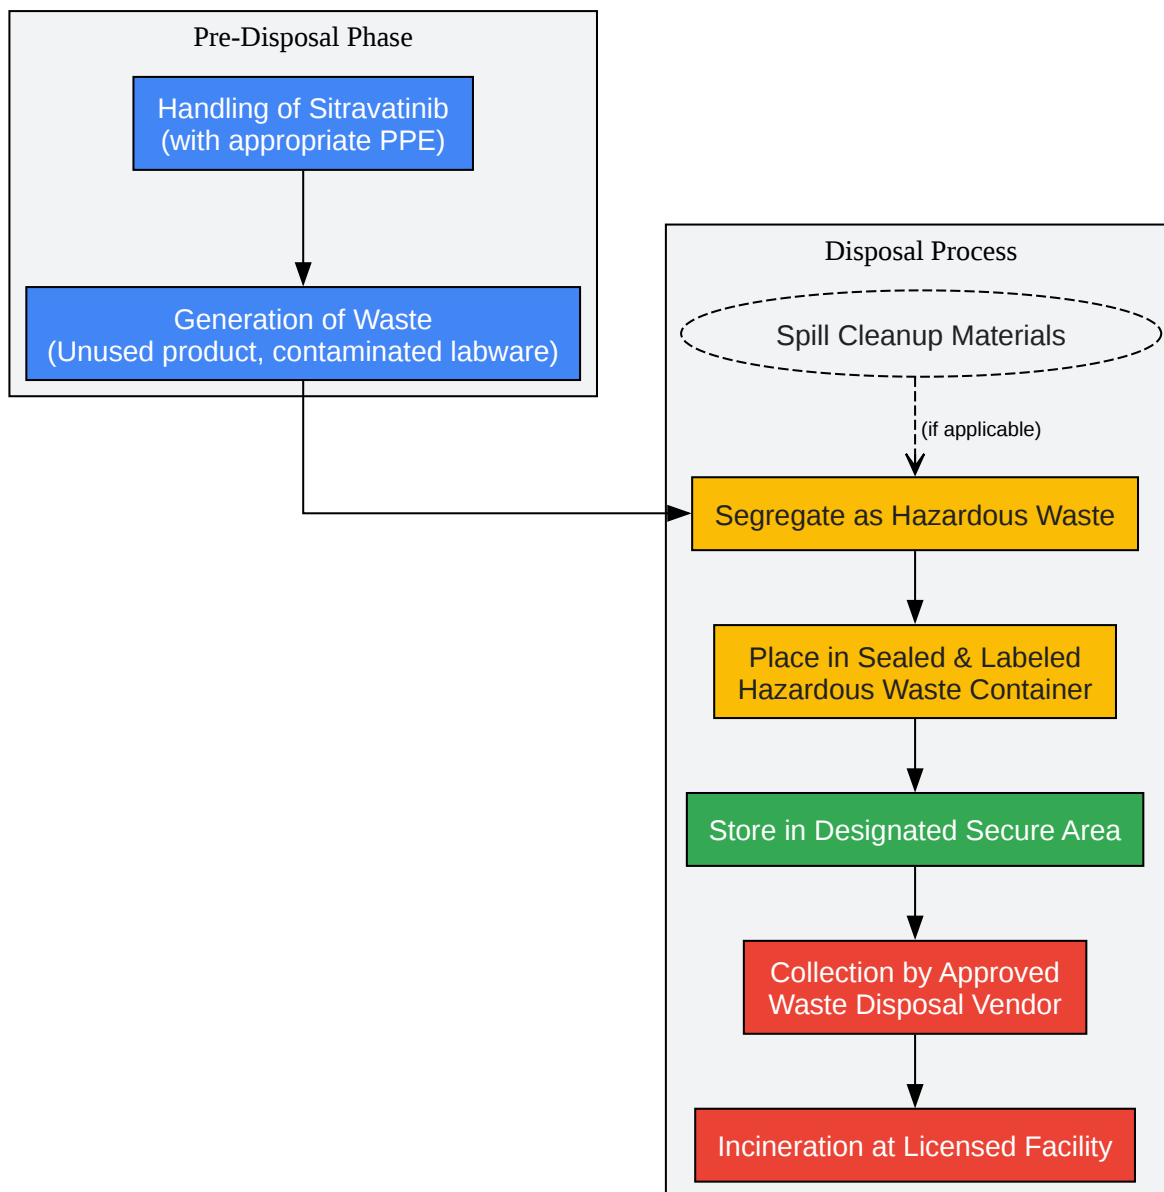 Pre-Disposal Phase
Handling of Sitravatinib
(with appropriate PPE)
Generation of Waste
(Unused product, contaminated labware)
Disposal Process
Spill Cleanup Materials
(if applicable)
Segregate as Hazardous Waste
Place in Sealed & Labeled
Hazardous Waste Container
Store in Designated Secure Area
Collection by Approved
Waste Disposal Vendor
Incineration at Licensed Facility